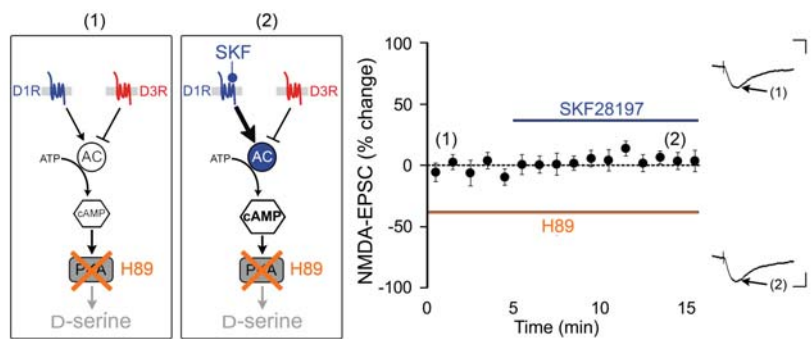 (1)
D1R
D3R
AC
ATP
cAMP
PKA H89
D-serine
(2)
SKF
D1R
D3R
AC
ATP
cAMP
PKA H89
D-serine
NMDA-EPSC (% change)
100
50
0
-50
-100
SKF28197
(1) (2)
H89
0 5 10 15
Time (min)
(1)
(2)